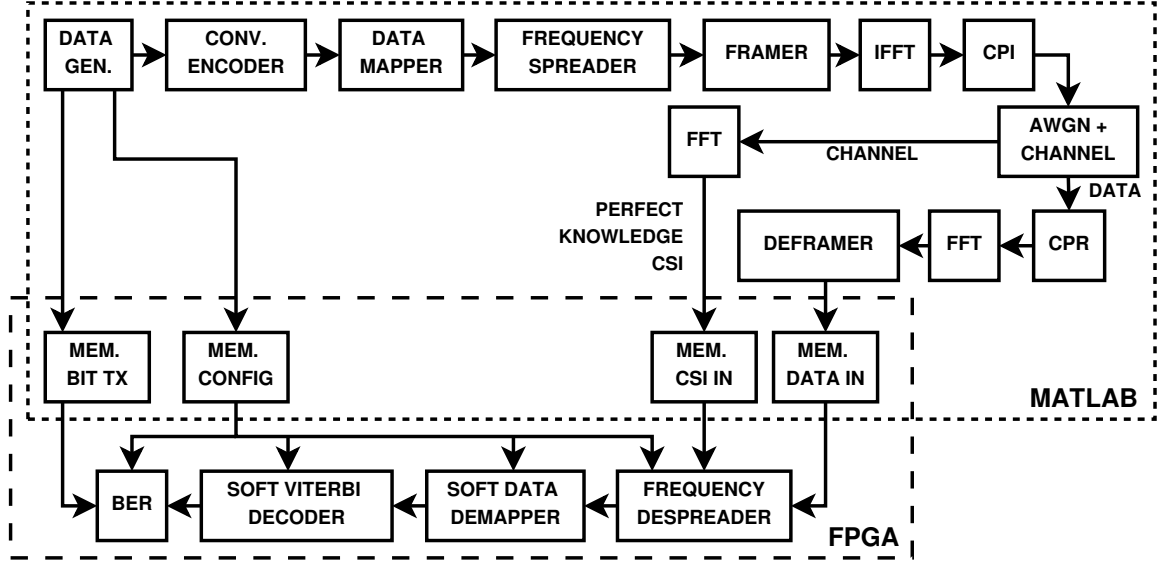 DATA
GEN.
CONV.
ENCODER
DATA
MAPPER
FREQUENCY
SPREADER
FRAMER
IFFT
CPI
AWGN +
CHANNEL
FFT
CHANNEL
DATA
PERFECT
KNOWLEDGE
CSI
DEFRAMER
FFT
CPR
MEM.
BIT TX
MEM.
CONFIG
MEM.
CSI IN
MEM.
DATA IN
MATLAB
BER
SOFT VITERBI
DECODER
SOFT DATA
DEMAPPER
FREQUENCY
DESPREADER
FPGA